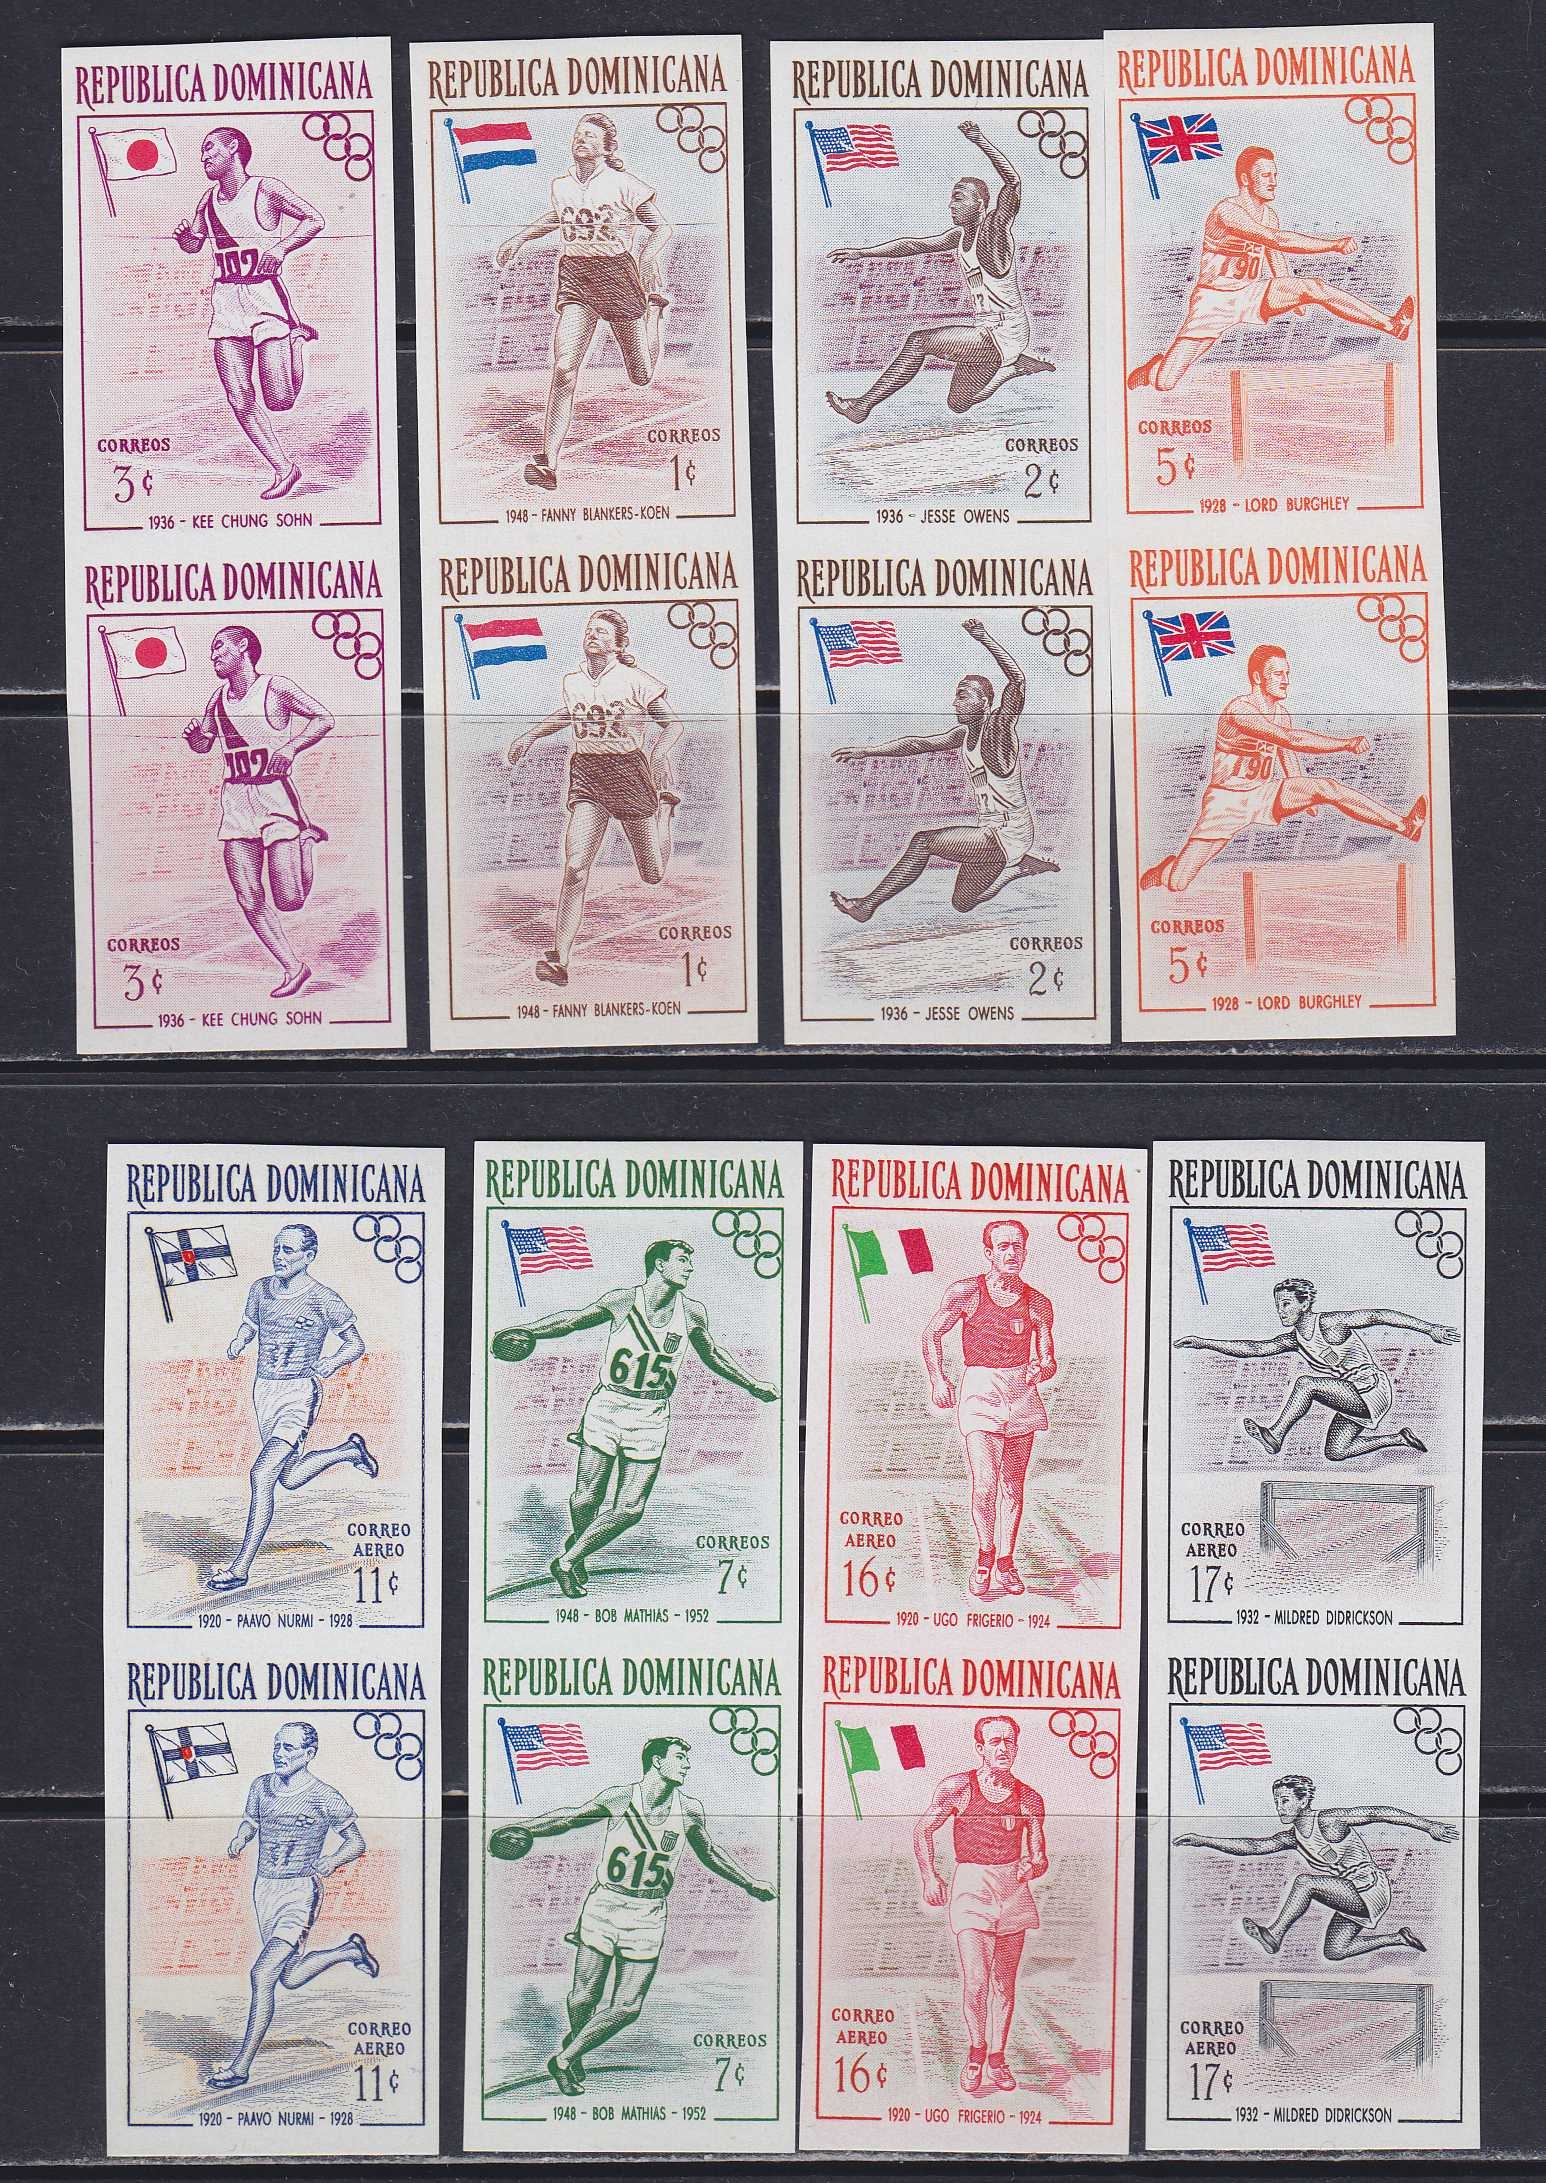 REPUBLICA DOMINICANA
102
CORREOS
3¢
1936 - KEE CHUNG SOHN
REPUBLICA DOMINICANA
102
CORREOS
3¢
1936 - KEE CHUNG SOHN
REPUBLICA DOMINICANA
692
CORREOS
1¢
1948 - FANNY BLANKERS-KOEN
REPUBLICA DOMINICANA
692
CORREOS
1¢
1948 - FANNY BLANKERS-KOEN
REPUBLICA DOMINICANA
CORREOS
2¢
1936 - JESSE OWENS
REPUBLICA DOMINICANA
CORREOS
2¢
1936 - JESSE OWENS
REPUBLICA DOMINICANA
90
CORREOS
5¢
1928 - LORD BURGHLEY
REPUBLICA DOMINICANA
90
CORREOS
5¢
1928 - LORD BURGHLEY
REPUBLICA DOMINICANA
CORREO
AEREO
11¢
1920 - PAAVO NURMI - 1928
REPUBLICA DOMINICANA
CORREO
AEREO
11¢
1920 - PAAVO NURMI - 1928
REPUBLICA DOMINICANA
615
CORREOS
7¢
1948 - BOB MATHIAS - 1952
REPUBLICA DOMINICANA
615
CORREOS
7¢
1948 - BOB MATHIAS - 1952
REPUBLICA DOMINICANA
CORREO
AEREO
16¢
1920 - UGO FRIGERIO - 1924
REPUBLICA DOMINICANA
CORREO
AEREO
16¢
1920 - UGO FRIGERIO - 1924
REPUBLICA DOMINICANA
CORREO
AEREO
17¢
1932 - MILDRED DIDRICKSON
REPUBLICA DOMINICANA
CORREO
AEREO
17¢
1932 - MILDRED DIDRICKSON